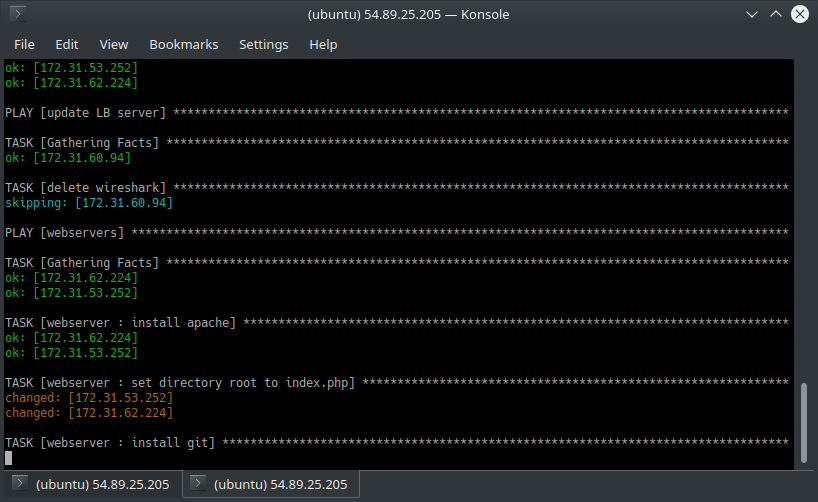 (ubuntu) 54.89.25.205 — Konsole
File Edit View Bookmarks Settings Help
ok: [172.31.53.252]
ok: [172.31.62.224]
PLAY [update LB server] ****************************************************************************************
TASK [Gathering Facts] *****************************************************************************************
ok: [172.31.60.94]
TASK [delete wireshark] ****************************************************************************************
skipping: [172.31.60.94]
PLAY [webservers] **********************************************************************************************
TASK [Gathering Facts] *****************************************************************************************
ok: [172.31.62.224]
ok: [172.31.53.252]
TASK [webserver : install apache] ******************************************************************************
ok: [172.31.62.224]
ok: [172.31.53.252]
TASK [webserver : set directory root to index.php] *************************************************************
changed: [172.31.53.252]
changed: [172.31.62.224]
TASK [webserver : install git] *********************************************************************************
(ubuntu) 54.89.25.205 (ubuntu) 54.89.25.205